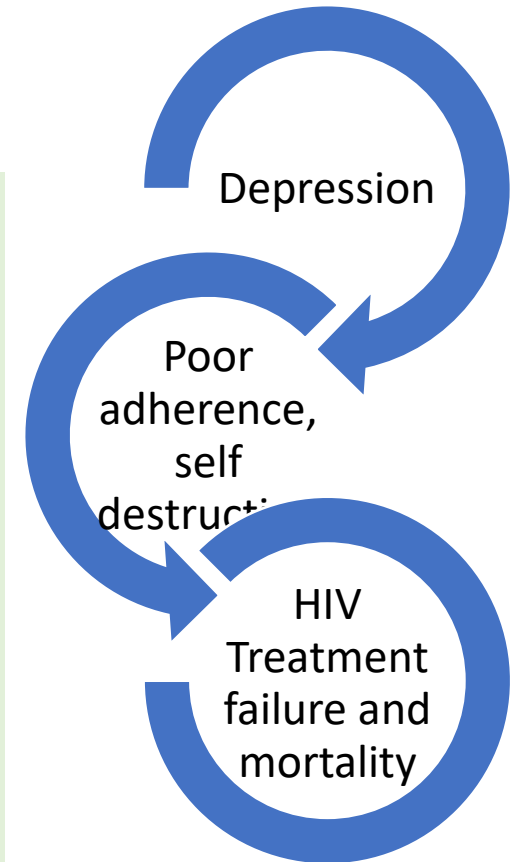 Depression
Poor
adherence,
self
HIV
Treatment
failure and
mortality